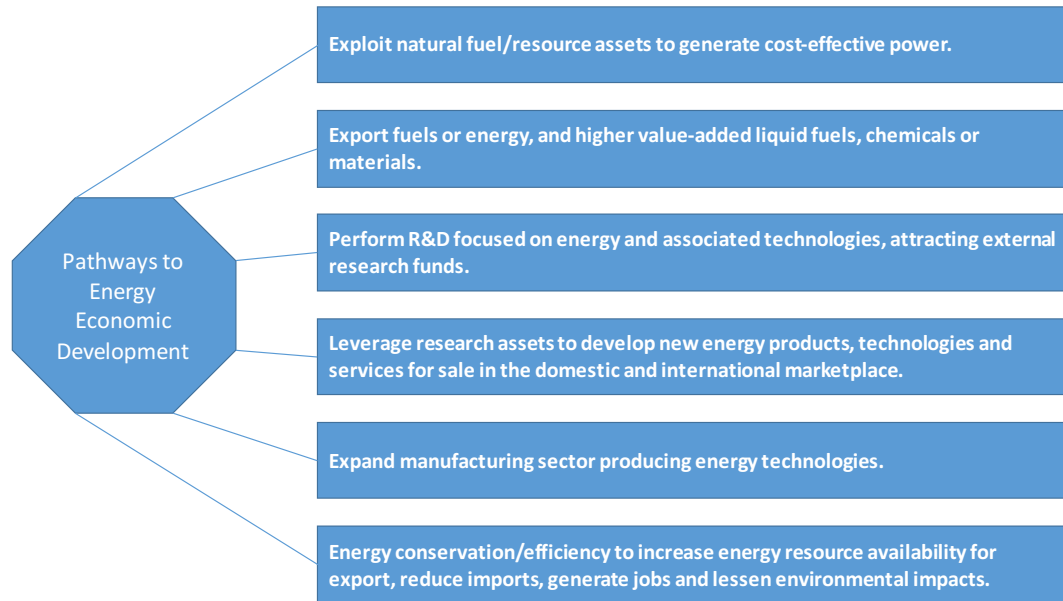 Exploit natural fuel/resource assets to generate cost-effective power.
Export fuels or energy, and higher value-added liquid fuels, chemicals or
materials.
Perform R&D focused on energy and associated technologies, attracting external
research funds.
Pathways to
Energy
Economic
Development
Leverage research assets to develop new energy products, technologies and
services for sale in the domestic and international marketplace.
Expand manufacturing sector producing energy technologies.
Energy conservation/efficiency to increase energy resource availability for
export, reduce imports, generate jobs and lessen environmental impacts.